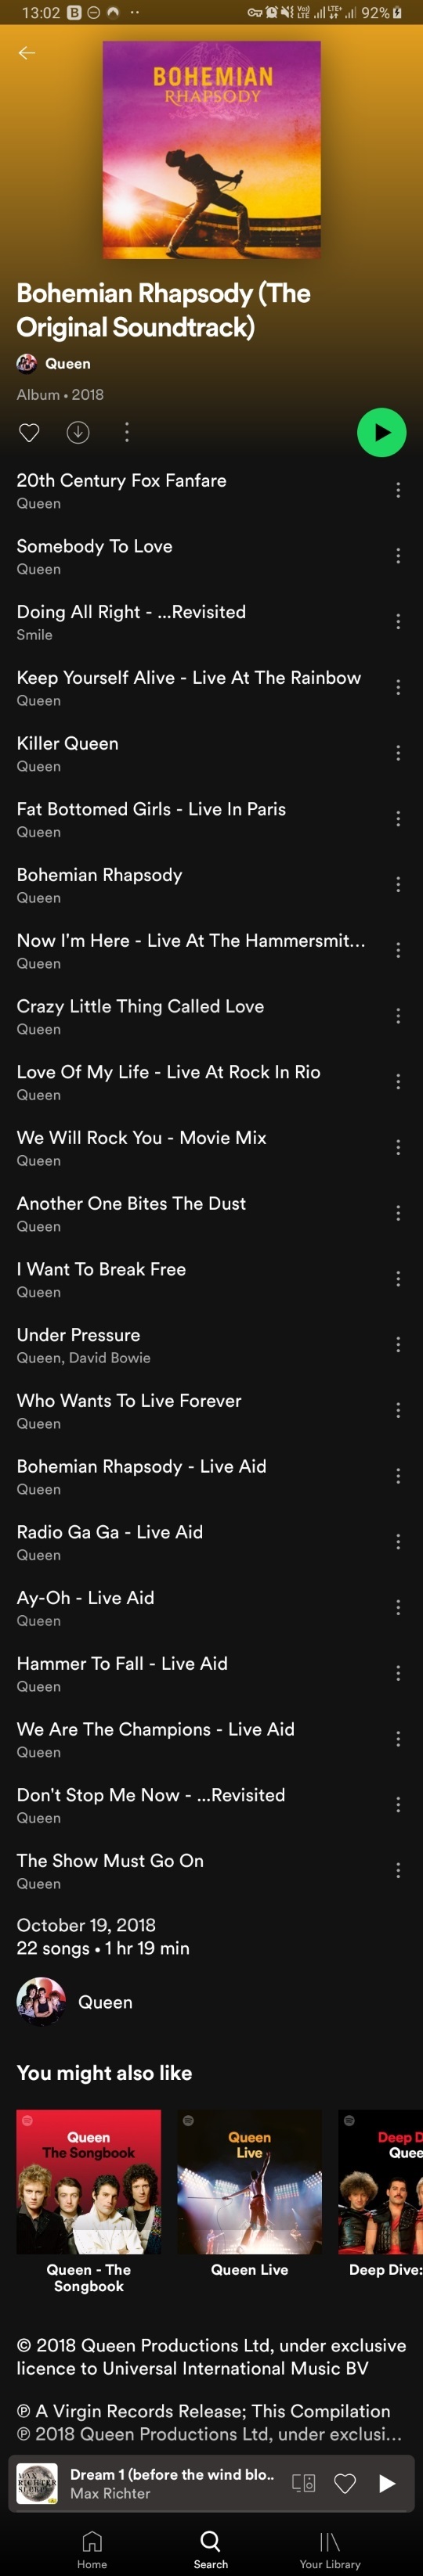 13:02
92%
BOHEMIAN
RHAPSODY
Bohemian Rhapsody (The
Original Soundtrack)
Queen
Album • 2018
20th Century Fox Fanfare
Queen
Somebody To Love
Queen
Doing All Right - ...Revisited
Smile
Keep Yourself Alive - Live At The Rainbow
Queen
Killer Queen
Queen
Fat Bottomed Girls - Live In Paris
Queen
Bohemian Rhapsody
Queen
Now I'm Here - Live At The Hammersmit...
Queen
Crazy Little Thing Called Love
Queen
Love Of My Life - Live At Rock In Rio
Queen
We Will Rock You - Movie Mix
Queen
Another One Bites The Dust
Queen
I Want To Break Free
Queen
Under Pressure
Queen, David Bowie
Who Wants To Live Forever
Queen
Bohemian Rhapsody - Live Aid
Queen
Radio Ga Ga - Live Aid
Queen
Ay-Oh - Live Aid
Queen
Hammer To Fall - Live Aid
Queen
We Are The Champions - Live Aid
Queen
Don't Stop Me Now - ...Revisited
Queen
The Show Must Go On
Queen
October 19, 2018
22 songs • 1 hr 19 min
Queen
You might also like
Queen
The Songbook
Queen
Live
Deep D
Quee
Queen - The
Songbook
Queen Live
Deep Dive:
© 2018 Queen Productions Ltd, under exclusive
licence to Universal International Music BV
℗ A Virgin Records Release; This Compilation
℗ 2018 Queen Productions Ltd, under exclusi...
MAX
RICHTER
SLEEP
Dream 1 (before the wind blo..
Max Richter
Home
Search
Your Library